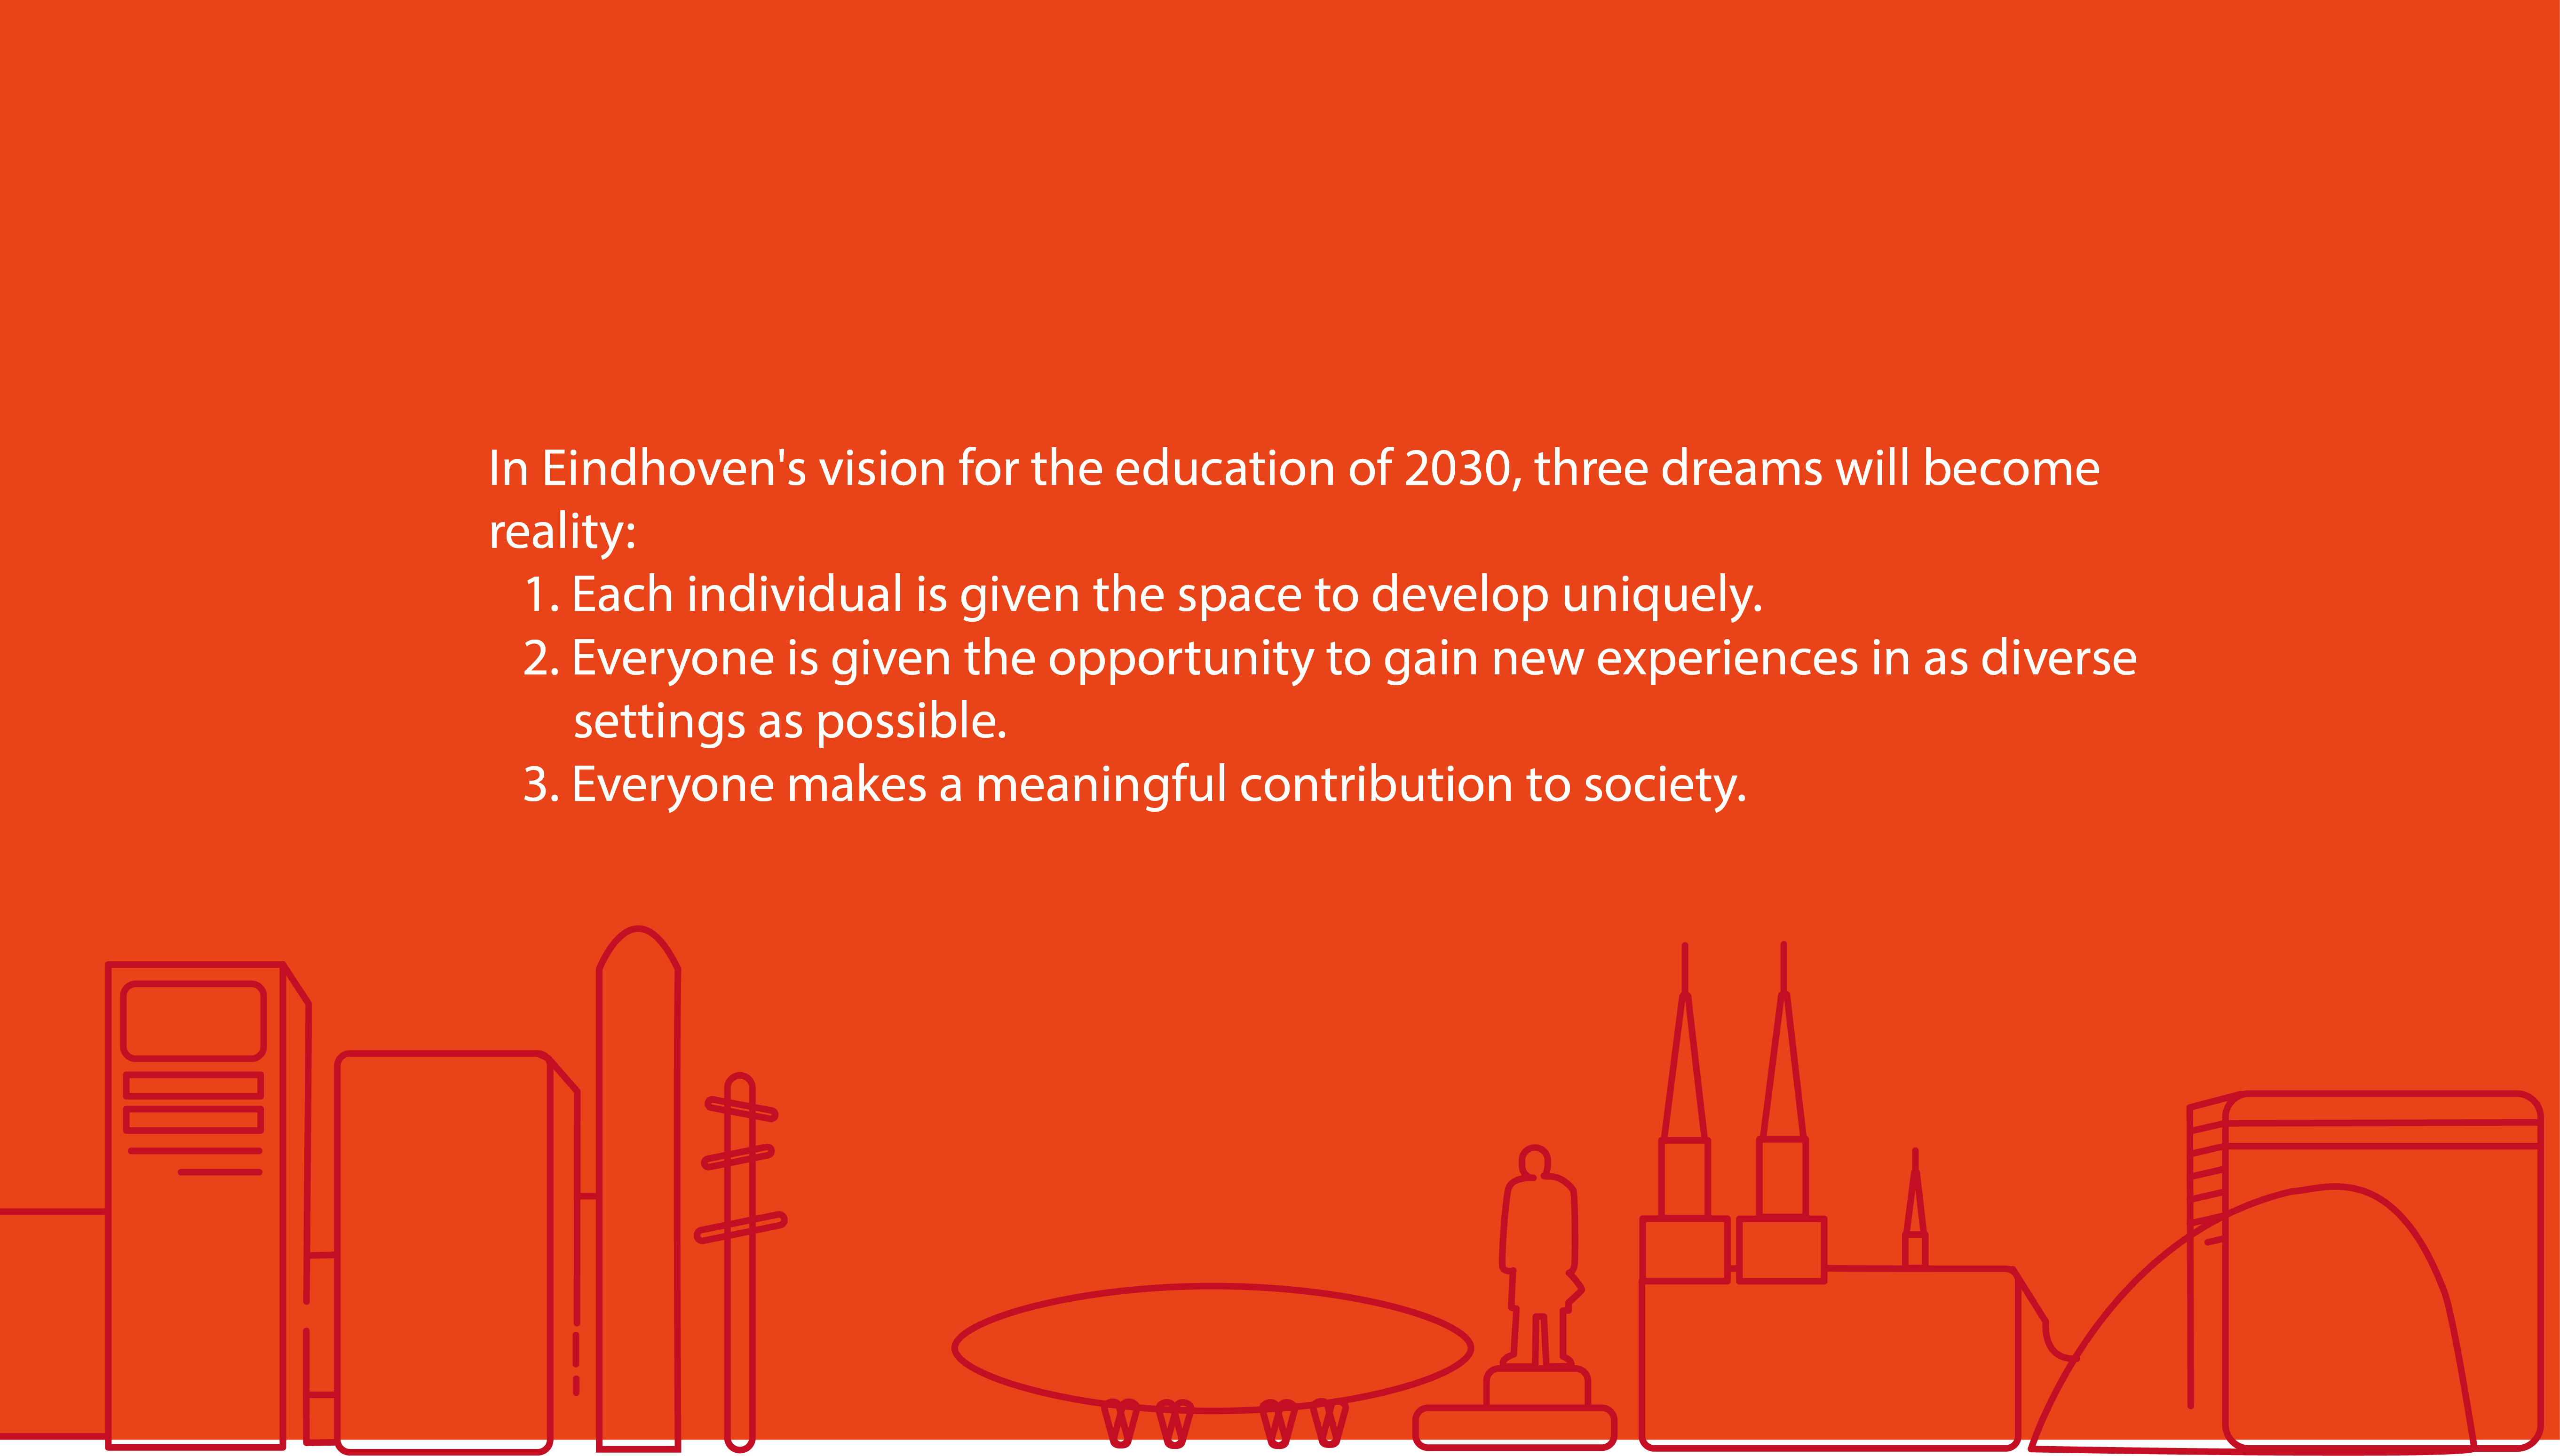 In Eindhoven's vision for the education of 2030, three dreams will become
reality:
1. Each individual is given the space to develop uniquely.
2. Everyone is given the opportunity to gain new experiences in as diverse
settings as possible.
3. Everyone makes a meaningful contribution to society.